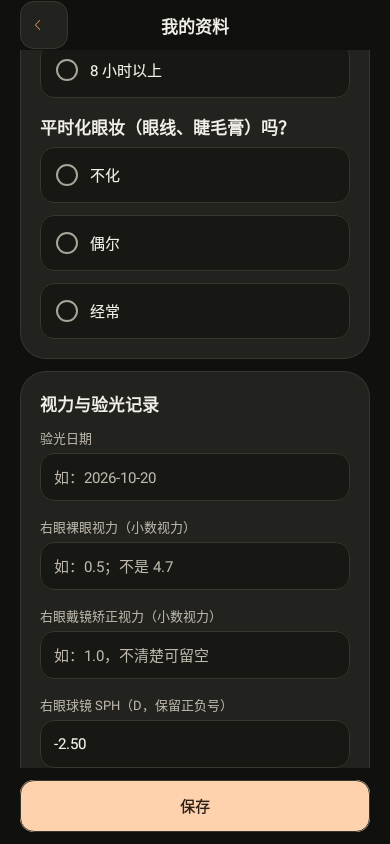 我的资料
8 小时以上
平时化眼妆（眼线、睫毛膏）吗？
不化
偶尔
经常
视力与验光记录
验光日期
如：2026-10-20
右眼裸眼视力（小数视力）
如：0.5；不是 4.7
右眼戴镜矫正视力（小数视力）
如：1.0，不清楚可留空
右眼球镜 SPH（D，保留正负号）
-2.50
保存